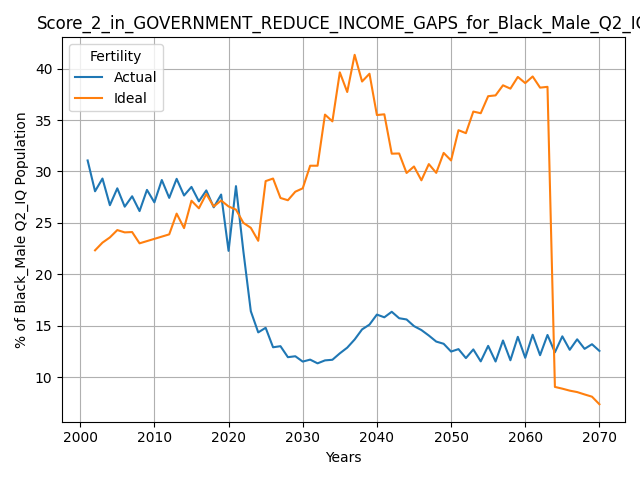 Score_2_in_GOVERNMENT_REDUCE_INCOME_GAPS_for_Black_Male_Q2_IQ
Fertility
Actual
Ideal
% of Black_Male Q2_IQ Population
40
35
30
25
20
15
10
2000 2010 2020 2030 2040 2050 2060 2070
Years